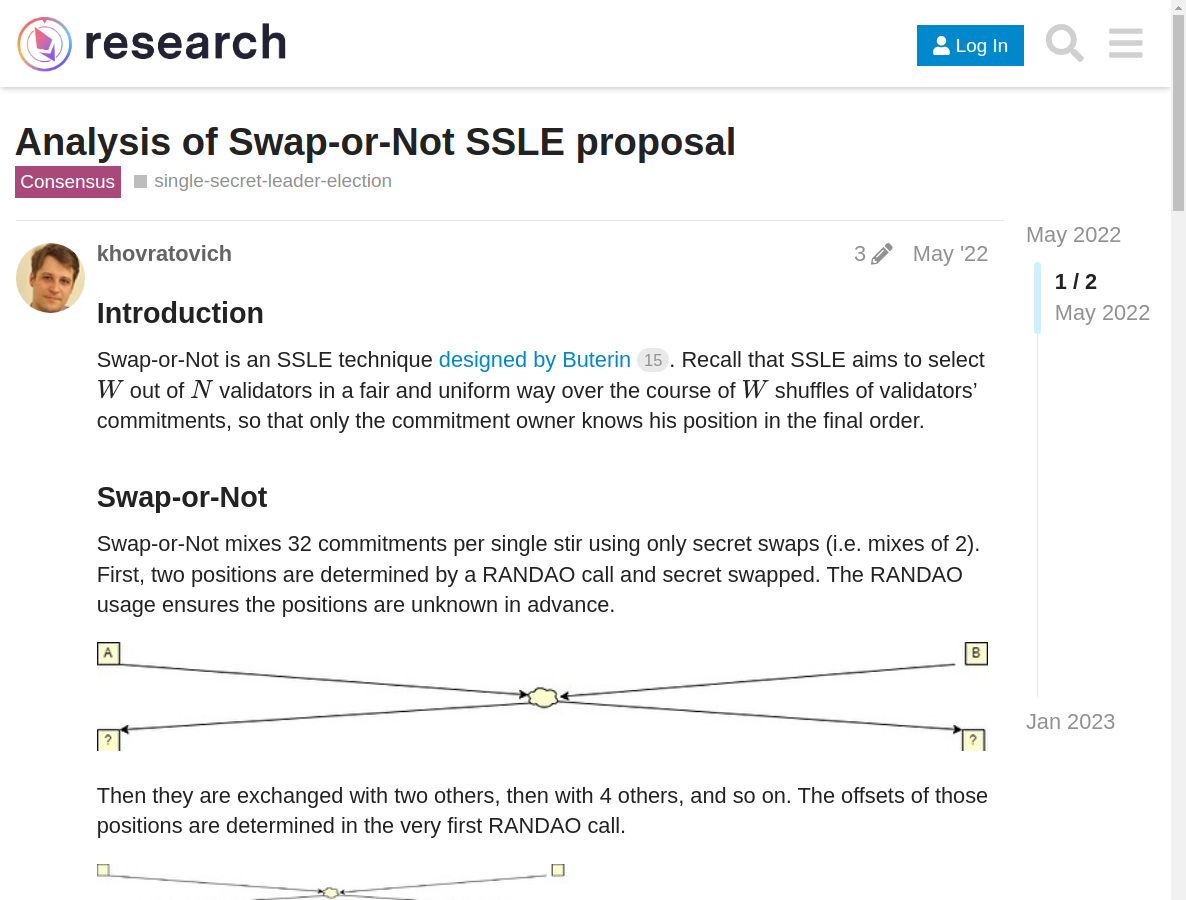 research
Log In
Analysis of Swap-or-Not SSLE proposal
Consensus single-secret-leader-election
khovratovich 3 May '22
May 2022
1 / 2
May 2022
Introduction
Swap-or-Not is an SSLE technique designed by Buterin 15. Recall that SSLE aims to select
W out of N validators in a fair and uniform way over the course of W shuffles of validators’
commitments, so that only the commitment owner knows his position in the final order.
Swap-or-Not
Swap-or-Not mixes 32 commitments per single stir using only secret swaps (i.e. mixes of 2).
First, two positions are determined by a RANDAO call and secret swapped. The RANDAO
usage ensures the positions are unknown in advance.
A B
? ?
Jan 2023
Then they are exchanged with two others, then with 4 others, and so on. The offsets of those
positions are determined in the very first RANDAO call.